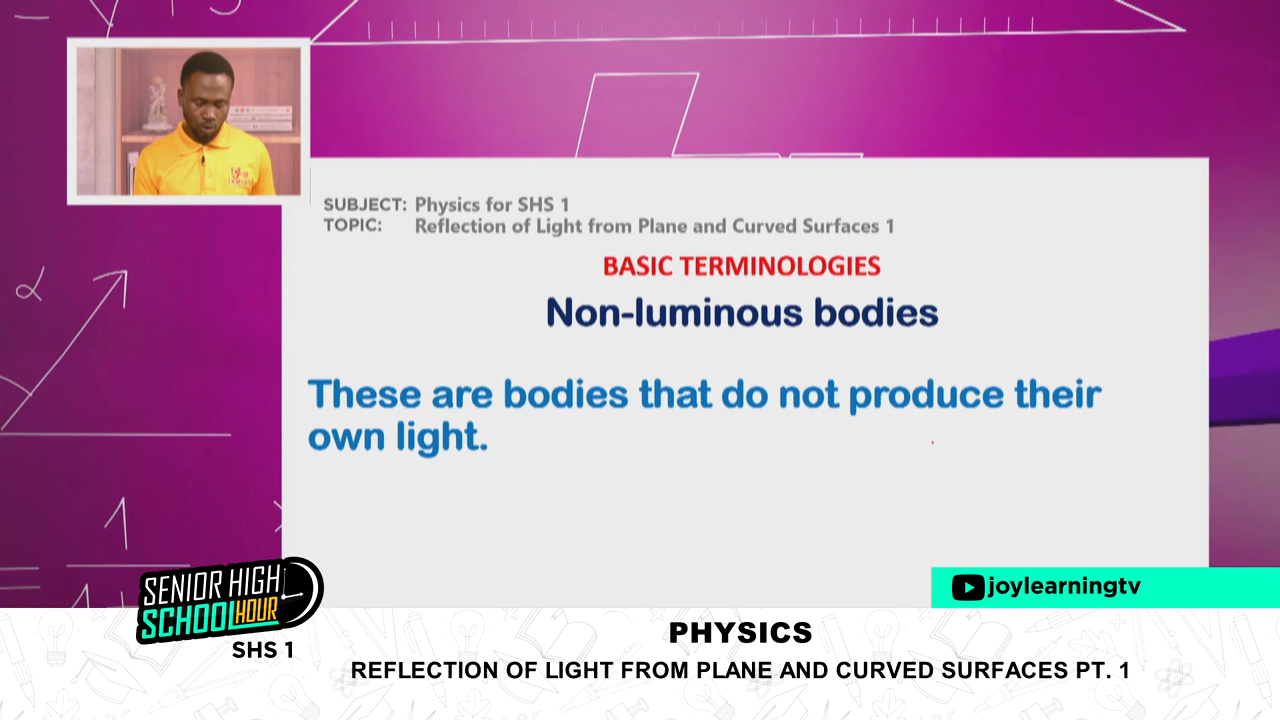 SUBJECT: Physics for SHS 1
TOPIC: Reflection of Light from Plane and Curved Surfaces 1
BASIC TERMINOLOGIES
Non-luminous bodies
These are bodies that do not produce their
own light.
α
1
SENIOR HIGH
SCHOOL HOUR
SHS 1
joylearningtv
PHYSICS
REFLECTION OF LIGHT FROM PLANE AND CURVED SURFACES PT. 1